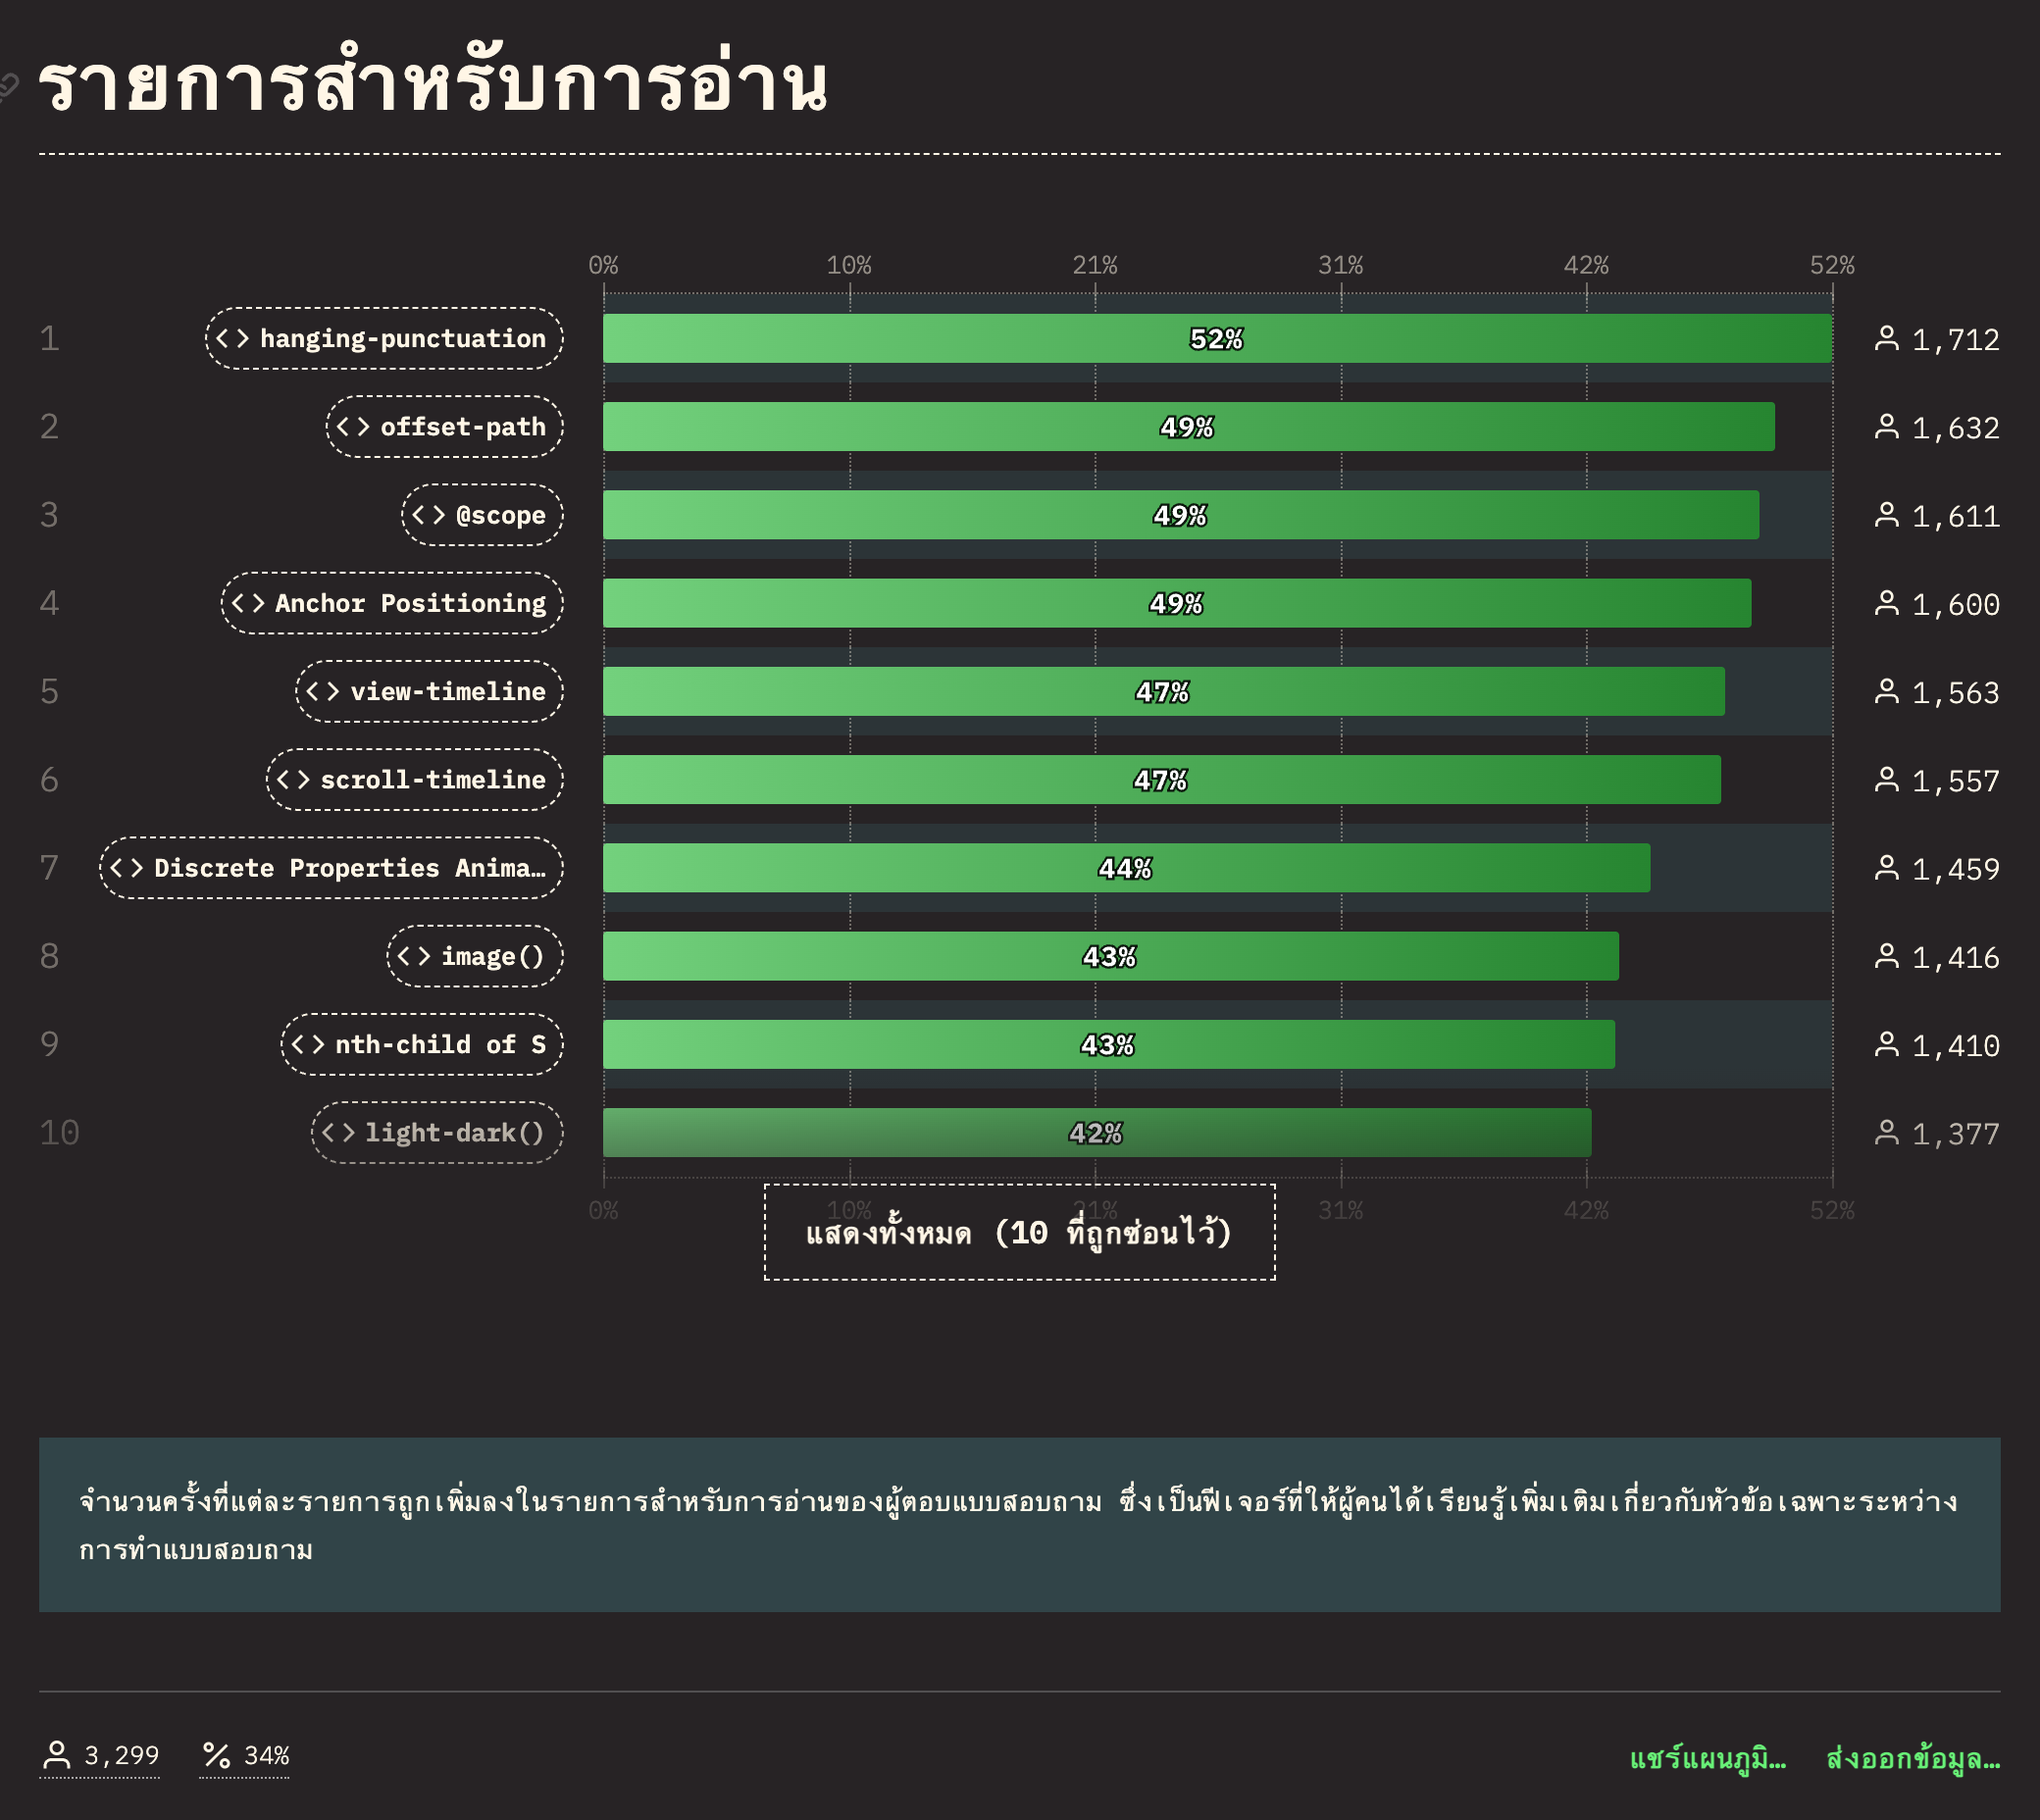 รายการสำหรับการอ่าน
0% 10% 21% 31% 42% 52%
1 hanging-punctuation 52% 1,712
2 offset-path 49% 1,632
3 @scope 49% 1,611
4 Anchor Positioning 49% 1,600
5 view-timeline 47% 1,563
6 scroll-timeline 47% 1,557
7 Discrete Properties Anima… 44% 1,459
8 image() 43% 1,416
9 nth-child of S 43% 1,410
10 light-dark() 42% 1,377
0% 10% 21% 31% 42% 52%
แสดงทั้งหมด (10 ที่ถูกซ่อนไว้)
จำนวนครั้งที่แต่ละรายการถูกเพิ่มลงในรายการสำหรับการอ่านของผู้ตอบแบบสอบถาม ซึ่งเป็นฟีเจอร์ที่ให้ผู้คนได้เรียนรู้เพิ่มเติมเกี่ยวกับหัวข้อเฉพาะระหว่าง
การทำแบบสอบถาม
3,299 34% แชร์แผนภูมิ… ส่งออกข้อมูล…